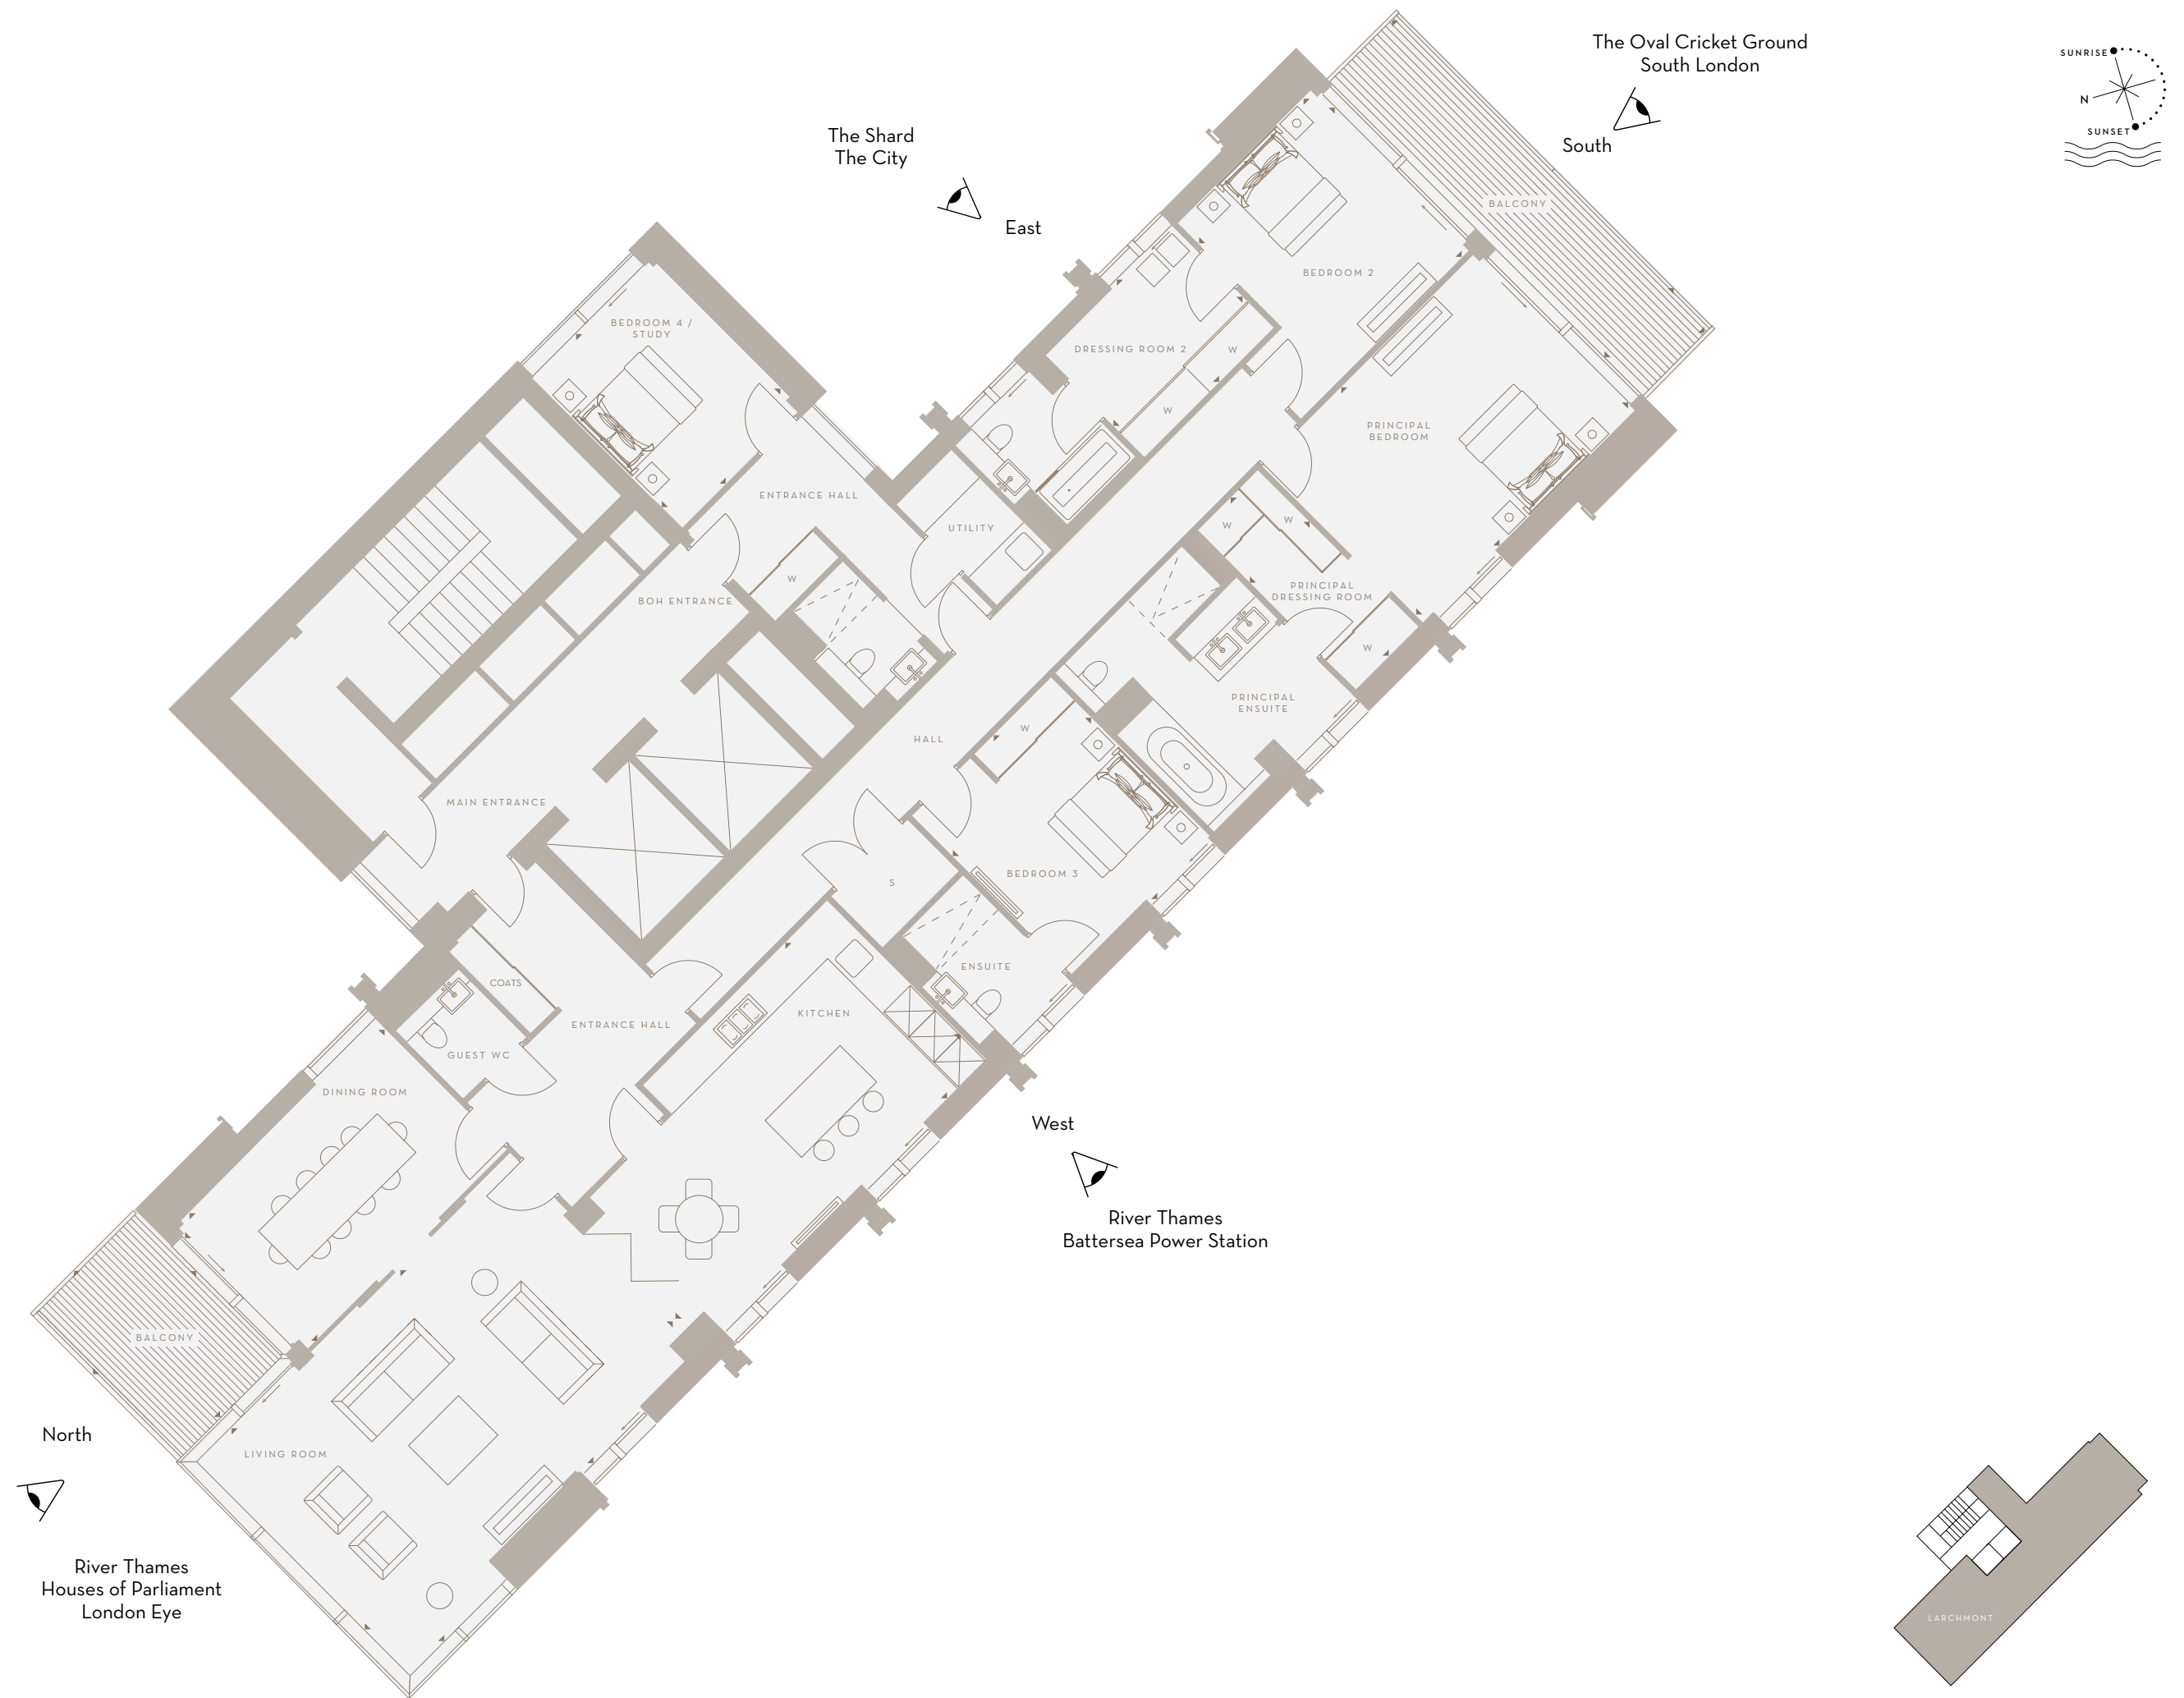 The Oval Cricket Ground
South London
South
SUNRISE
N
SUNSET
The Shard
The City
East
BALCONY
BEDROOM 2
BEDROOM 4 /
STUDY
DRESSING ROOM 2
W
W
PRINCIPAL
BEDROOM
ENTRANCE HALL
UTILITY
W
W
W
BOH ENTRANCE
PRINCIPAL
DRESSING ROOM
W
PRINCIPAL
ENSUITE
W
HALL
MAIN ENTRANCE
BEDROOM 3
S
ENSUITE
COATS
KITCHEN
ENTRANCE HALL
GUEST WC
DINING ROOM
West
River Thames
Battersea Power Station
BALCONY
North
LIVING ROOM
River Thames
Houses of Parliament
London Eye
LARCHMONT